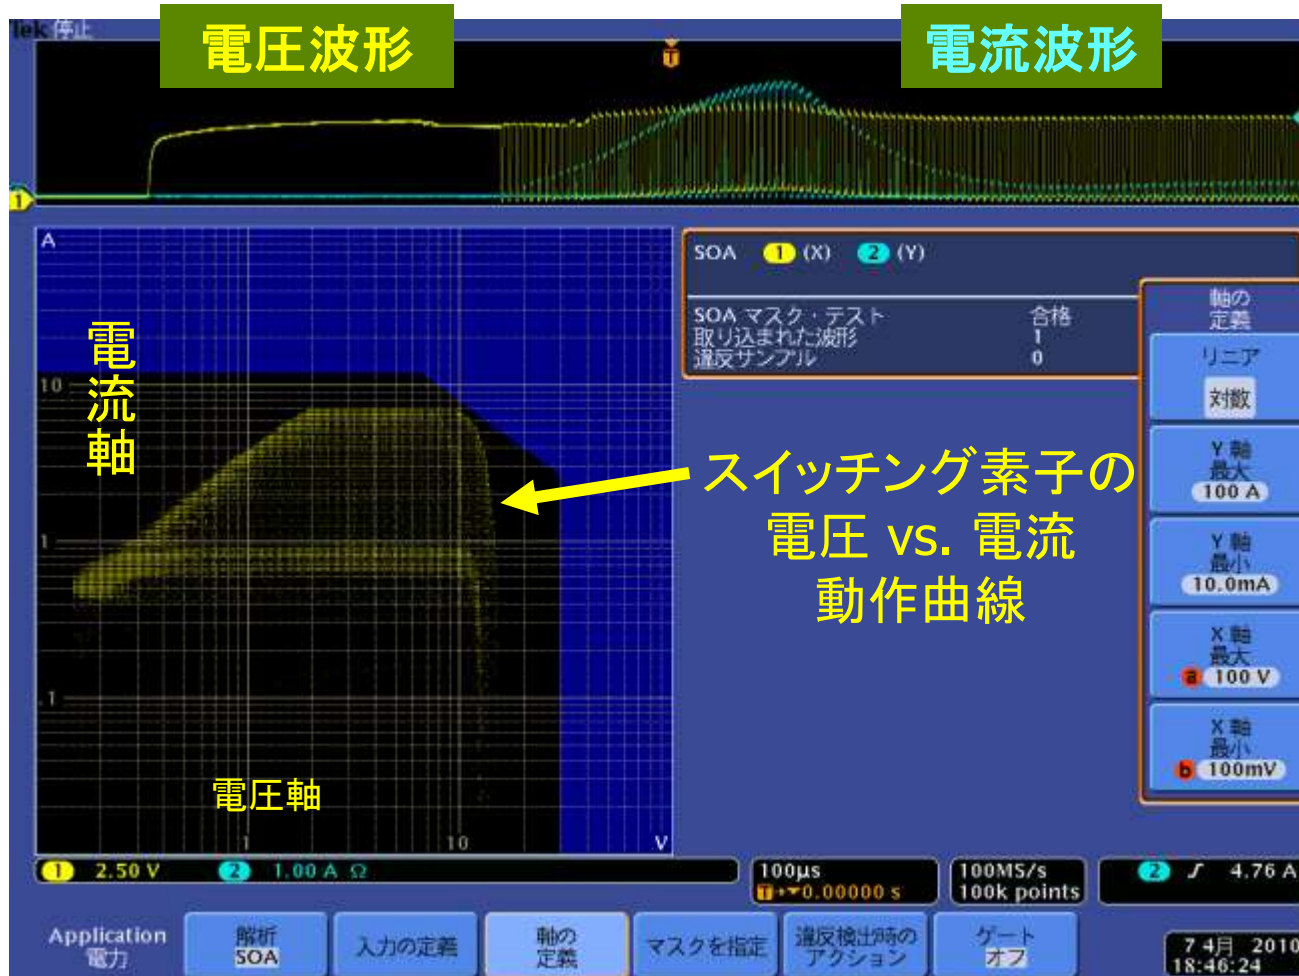 Tek 停止
電圧波形
電流波形
T
1
A
電流軸
10
1
.1
電圧軸
1
10
V
SOA 1 (X) 2 (Y)
SOA マスク・テスト 合格
取り込まれた波形 1
違反サンプル 0
スイッチング素子の
電圧 vs. 電流
動作曲線
軸の
定義
リニア
対数
Y 軸
最大
100 A
Y 軸
最小
10.0mA
X 軸
最大
a 100 V
X 軸
最小
b 100mV
1 2.50 V 2 1.00 A Ω
100µs
T→▼0.00000 s
100MS/s
100k points
2 4.76 A
Application
電力
解析
SOA
入力の定義
軸の
定義
マスクを指定
違反検出時の
アクション
ゲート
オフ
7 4月 2010
18:46:24